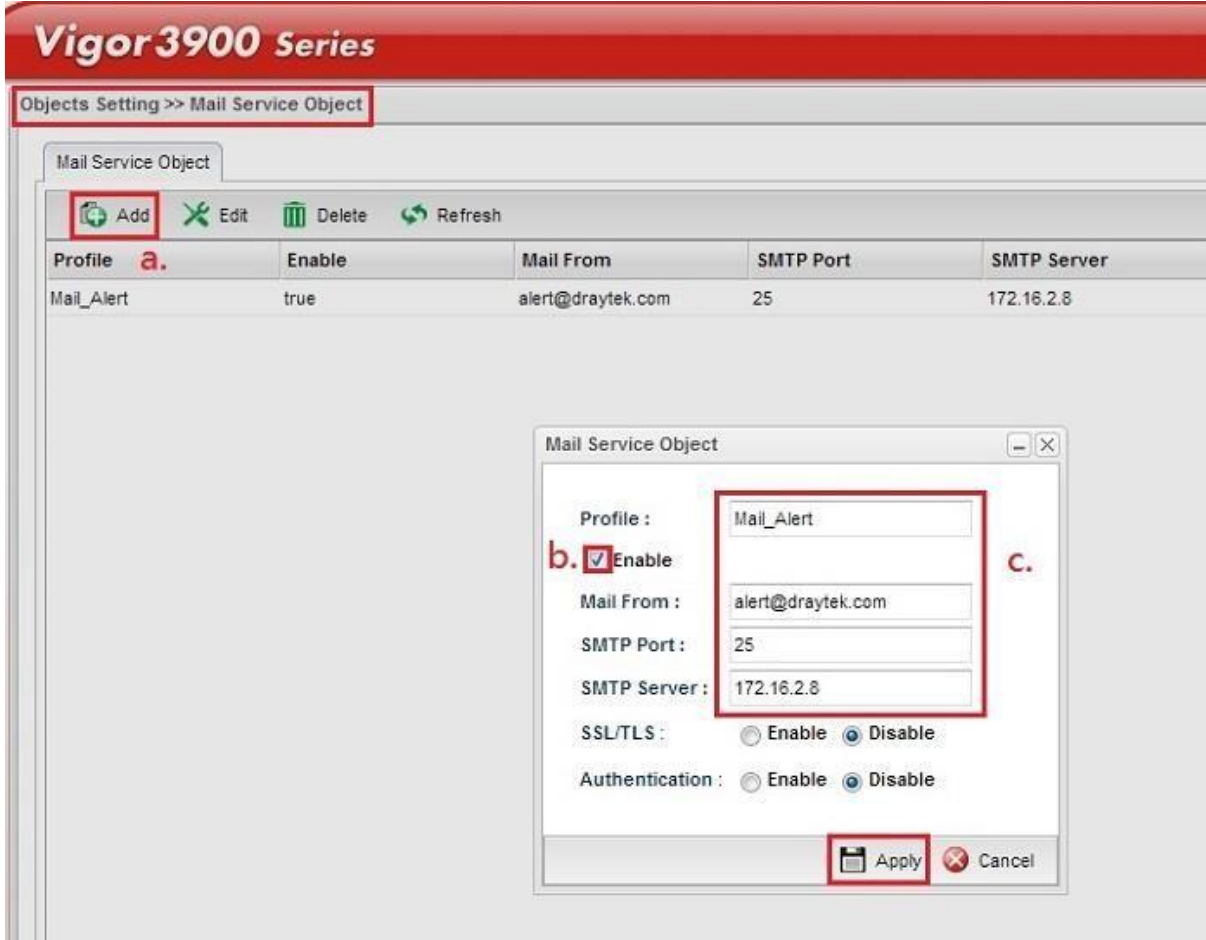 Vigor3900 Series
Objects Setting >> Mail Service Object
Mail Service Object
Add Edit Delete Refresh
Profile a. Enable Mail From SMTP Port SMTP Server
Mail_Alert true alert@draytek.com 25 172.16.2.8
Mail Service Object
Profile : Mail_Alert
b. Enable c.
Mail From : alert@draytek.com
SMTP Port : 25
SMTP Server : 172.16.2.8
SSL/TLS : Enable Disable
Authentication : Enable Disable
Apply Cancel